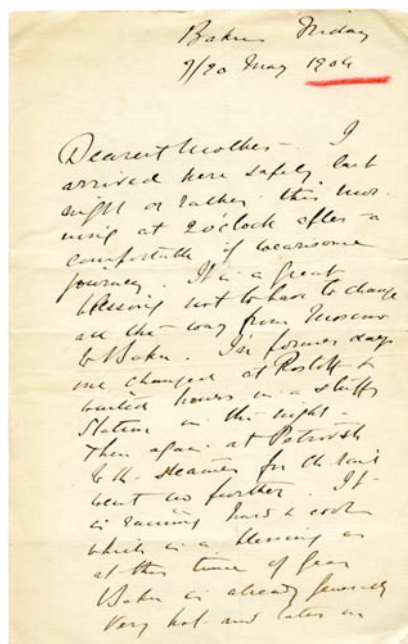 Baku Friday
7/20 May 1904
Dearest Mother - I
arrived here safely last
night or rather this mor-
ning at 2 o'clock after a
comfortable if wearisome
journey. It is a great
blessing not to have to change
all the way from Moscow
to Baku. In former days
one changed at Rostoff &
waited hours in a stuffy
station in the night -
then again at Petrovsk
to the steamer for the rail
went no further. It
is raining hard & cool
which is a blessing as
at this time of year
Baku is already generally
very hot and later on